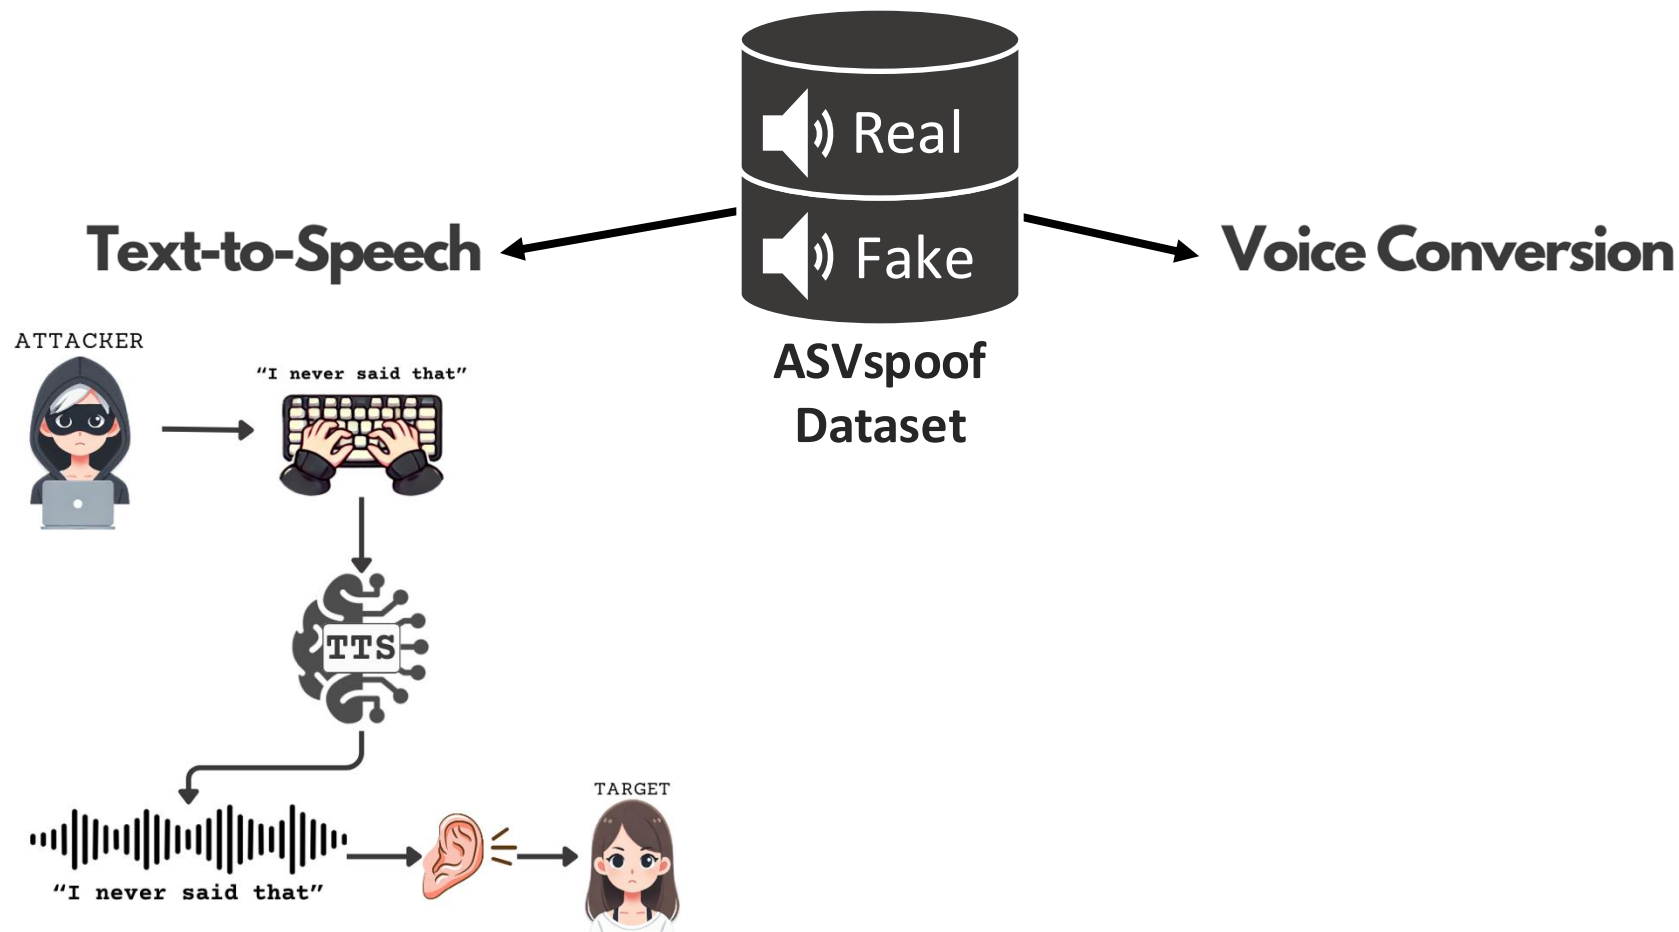 Real
Fake
ASVspoof
Dataset
Text-to-Speech
Voice Conversion
ATTACKER
“I never said that”
TTS
“I never said that”
TARGET